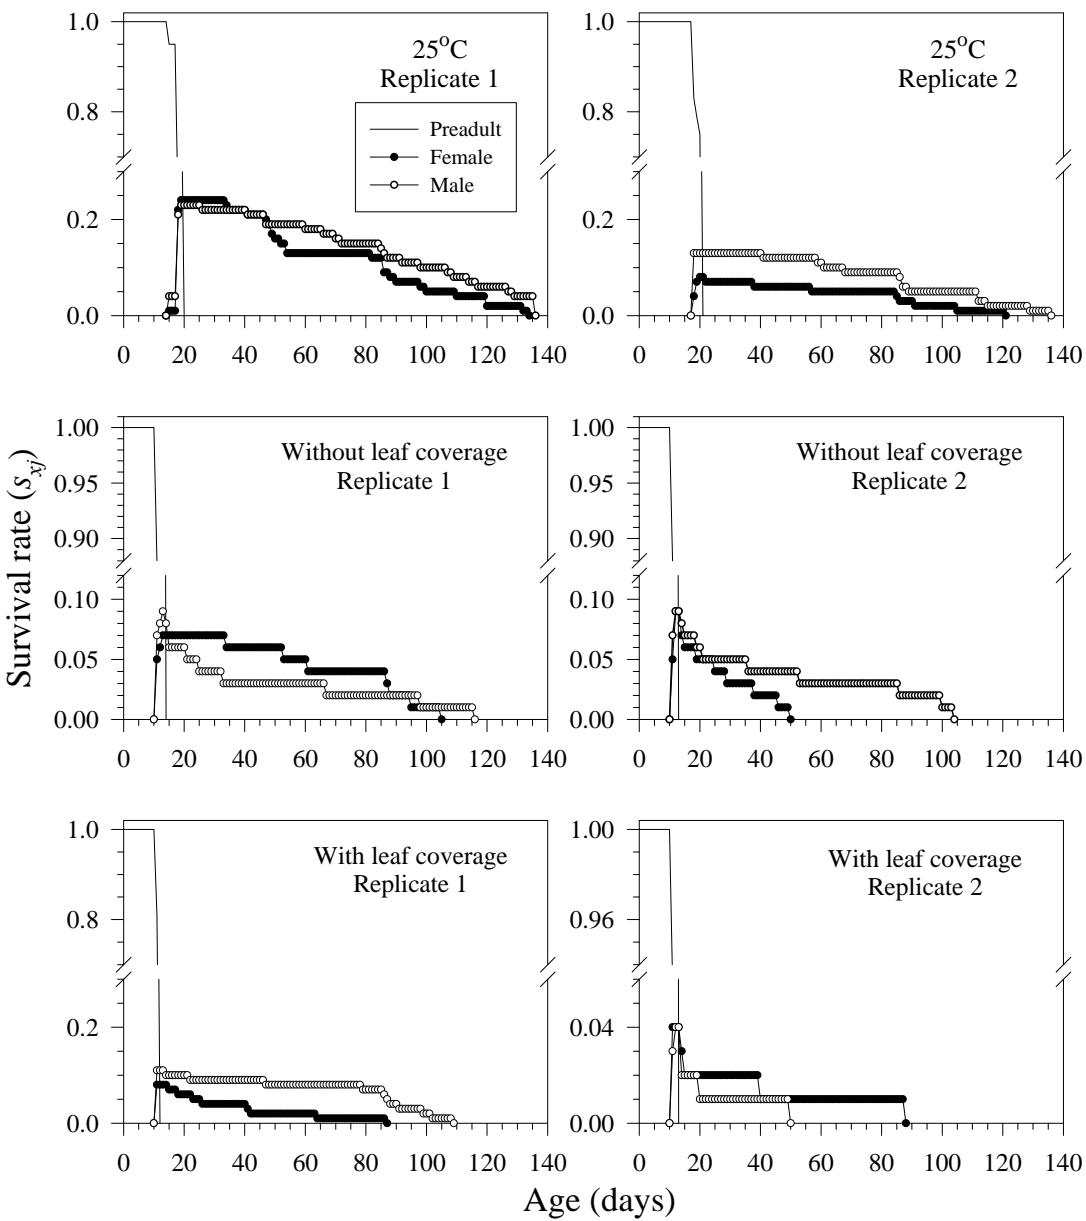 25°C
Replicate 1
Preadult
Female
Male
1.0
0.8
0.2
0.0
0 20 40 60 80 100 120 140
25°C
Replicate 2
1.0
0.8
0.2
0.0
0 20 40 60 80 100 120 140
Survival rate (sxj)
Without leaf coverage
Replicate 1
1.00
0.95
0.90
0.10
0.05
0.00
0 20 40 60 80 100 120 140
Without leaf coverage
Replicate 2
1.00
0.95
0.90
0.10
0.05
0.00
0 20 40 60 80 100 120 140
With leaf coverage
Replicate 1
1.0
0.8
0.2
0.0
0 20 40 60 80 100 120 140
With leaf coverage
Replicate 2
1.00
0.96
0.04
0.00
0 20 40 60 80 100 120 140
Age (days)